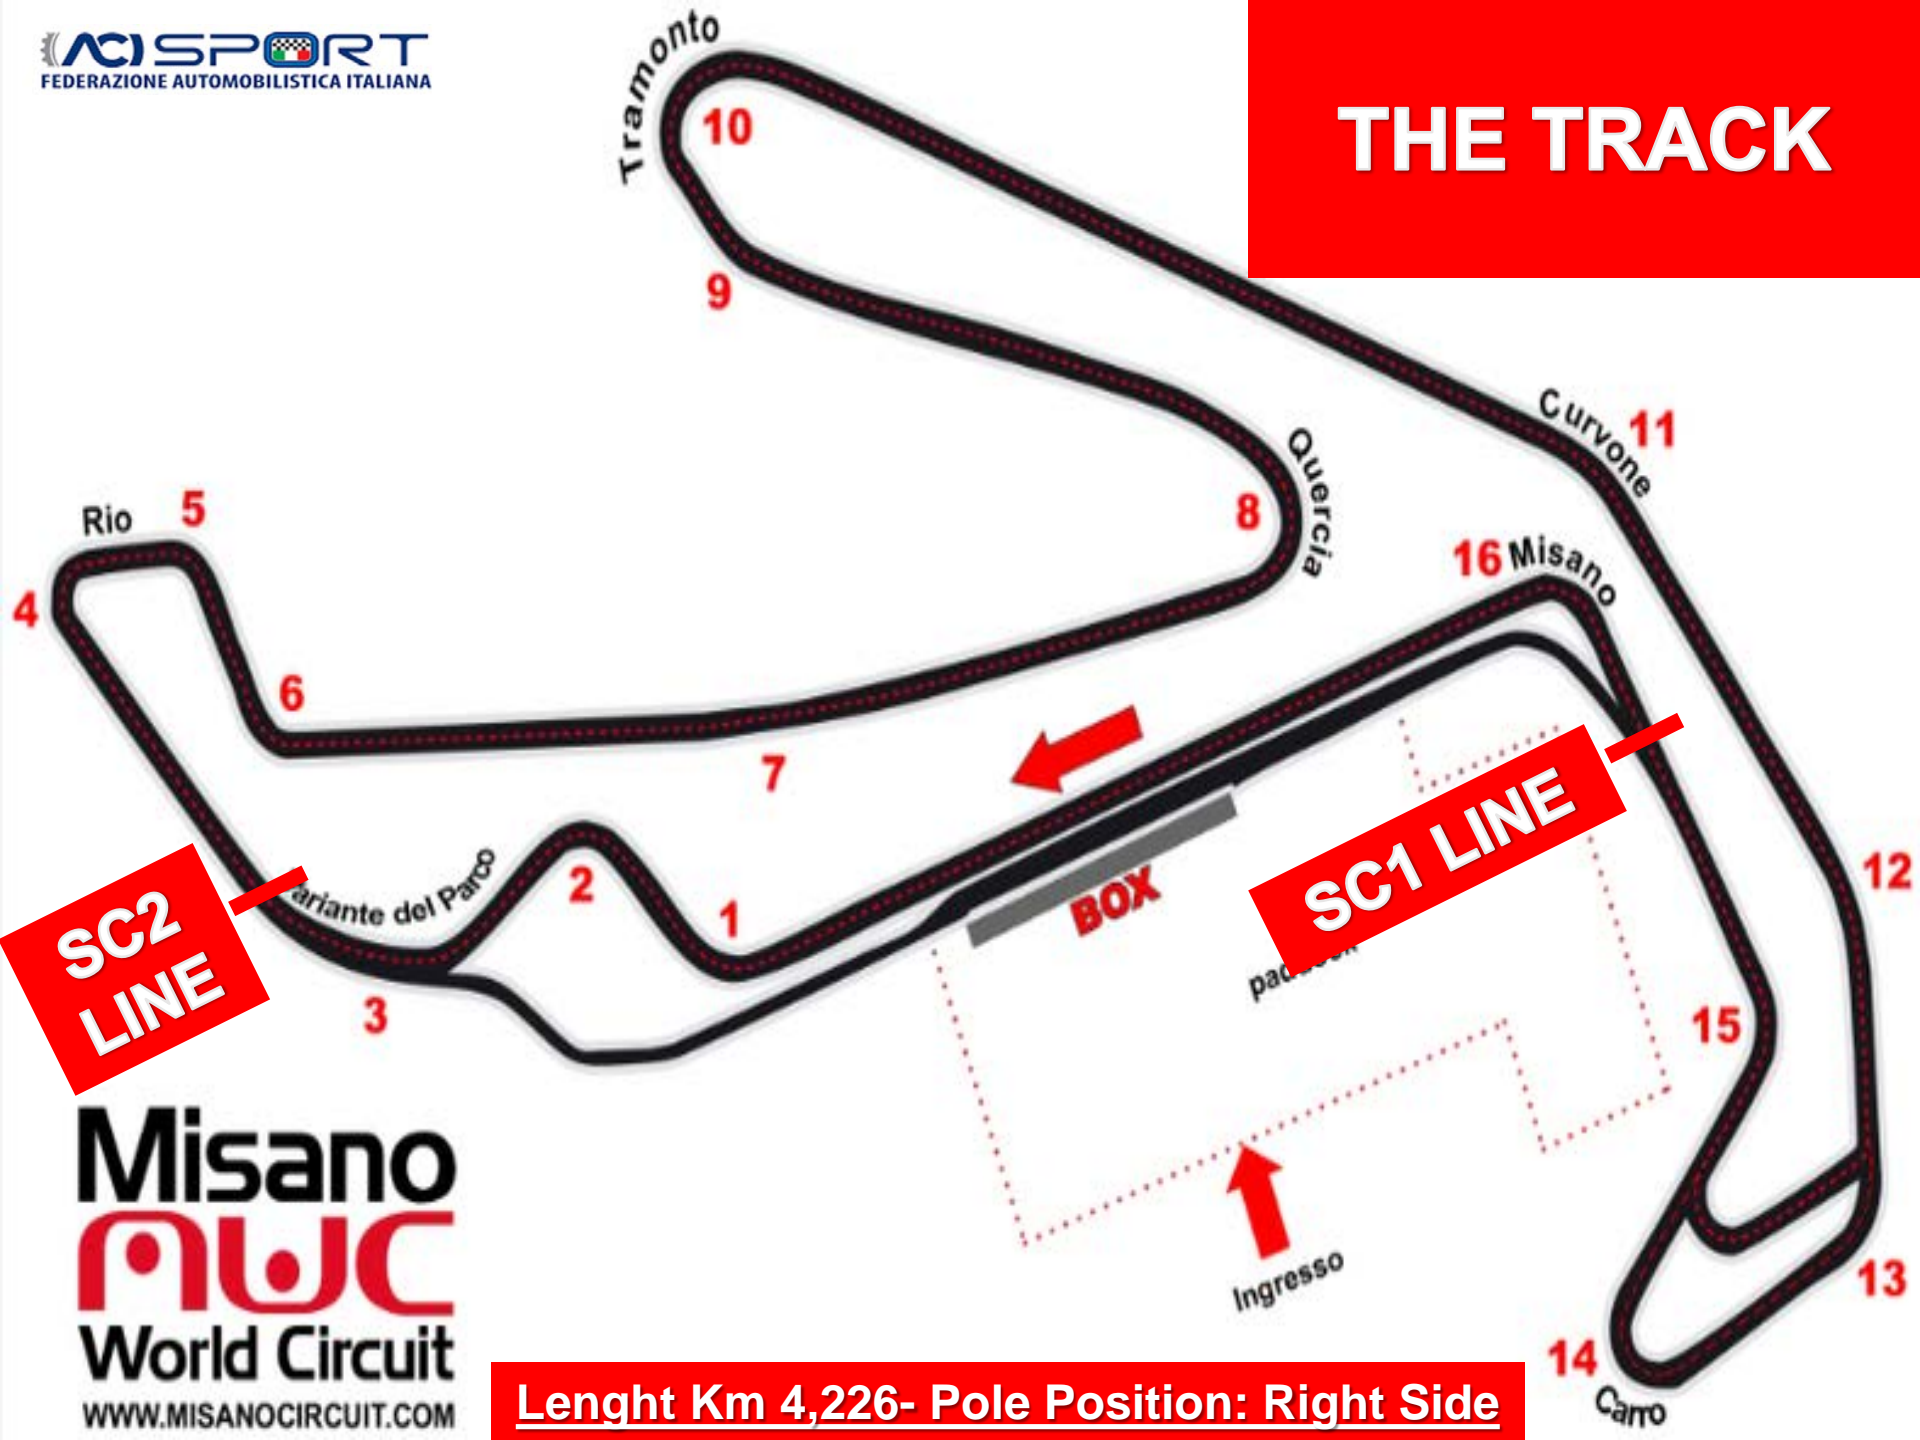 ACI SPORT
FEDERAZIONE AUTOMOBILISTICA ITALIANA
THE TRACK
Tramonto
10
9
Curvone
11
Quercia
8
16 Misano
Rio
5
4
6
7
SC1 LINE
12
SC2
LINE
ariante del Parco
2
1
3
BOX
15
Ingresso
13
14
Carro
Misano
MWC
World Circuit
WWW.MISANOCIRCUIT.COM
Lenght Km 4,226- Pole Position: Right Side